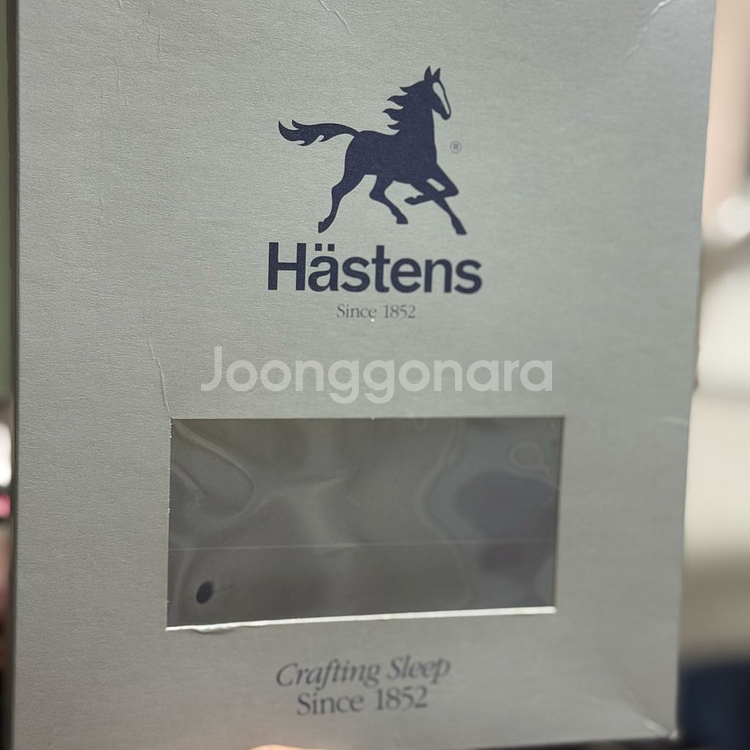 ®
Hästens
Since 1852
Joonggonara
Crafting Sleep
Since 1852